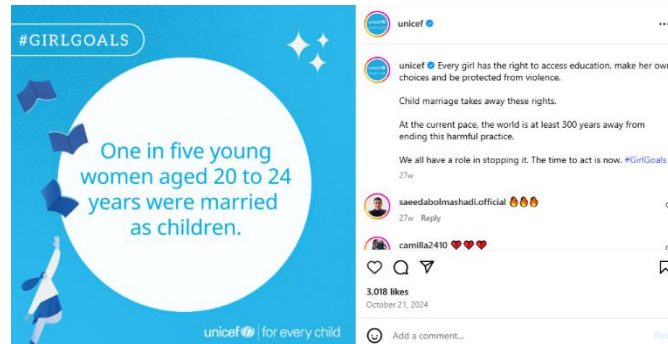 #GIRLGOALS
One in five young
women aged 20 to 24
years were married
as children.
unicef for every child
unicef
unicef Every girl has the right to access education, make her own
choices and be protected from violence.
Child marriage takes away these rights.
At the current pace, the world is at least 300 years away from
ending this harmful practice.
We all have a role in stopping it. The time to act is now. #GirlGoals
27w
saeedabolmashadi.official
27w Reply
camilla2410
3.018 likes
October 21, 2024
Add a comment...
Post